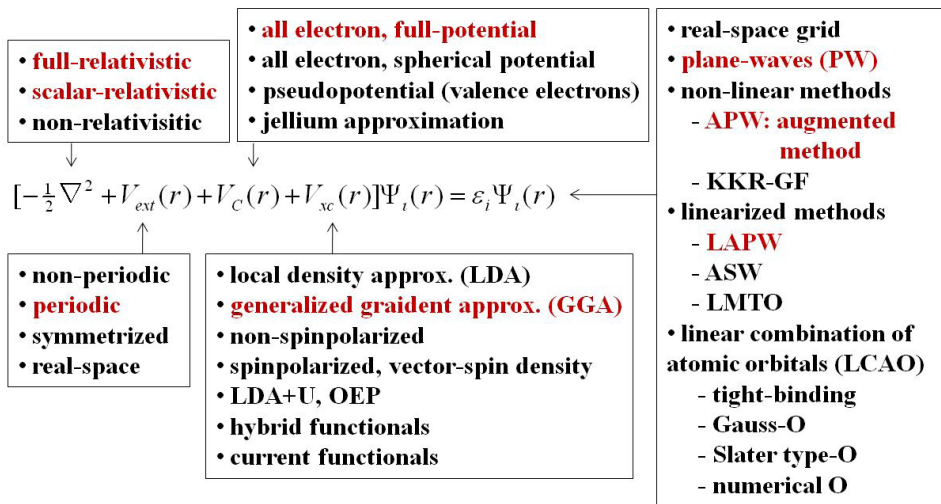 • full-relativistic
• scalar-relativistic
• non-relativisitic
• all electron, full-potential
• all electron, spherical potential
• pseudopotential (valence electrons)
• jellium approximation
[-½∇² + V_ext(r) + V_C(r) + V_xc(r)]Ψ_ι(r) = ε_i Ψ_ι(r)
• non-periodic
• periodic
• symmetrized
• real-space
• local density approx. (LDA)
• generalized graident approx. (GGA)
• non-spinpolarized
• spinpolarized, vector-spin density
• LDA+U, OEP
• hybrid functionals
• current functionals
• real-space grid
• plane-waves (PW)
• non-linear methods
- APW: augmented
method
- KKR-GF
• linearized methods
- LAPW
- ASW
- LMTO
• linear combination of
atomic orbitals (LCAO)
- tight-binding
- Gauss-O
- Slater type-O
- numerical O